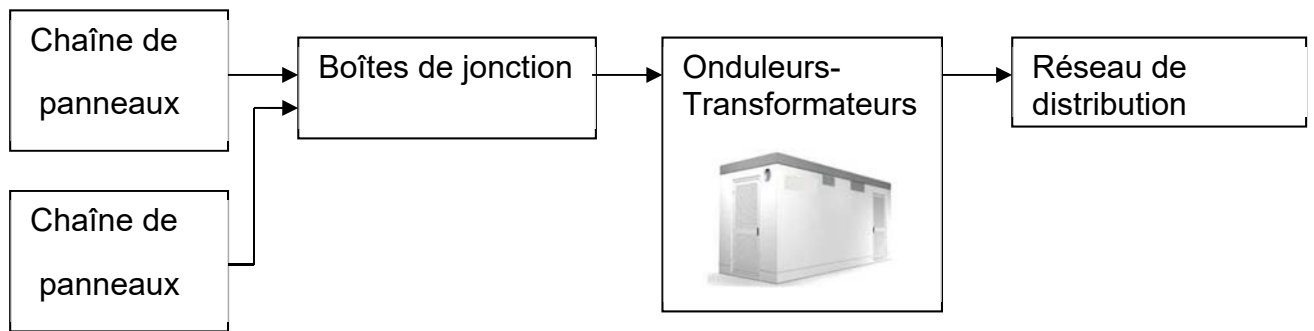 Chaîne de
panneaux
Boîtes de jonction
Onduleurs-
Transformateurs
Réseau de
distribution
Chaîne de
panneaux